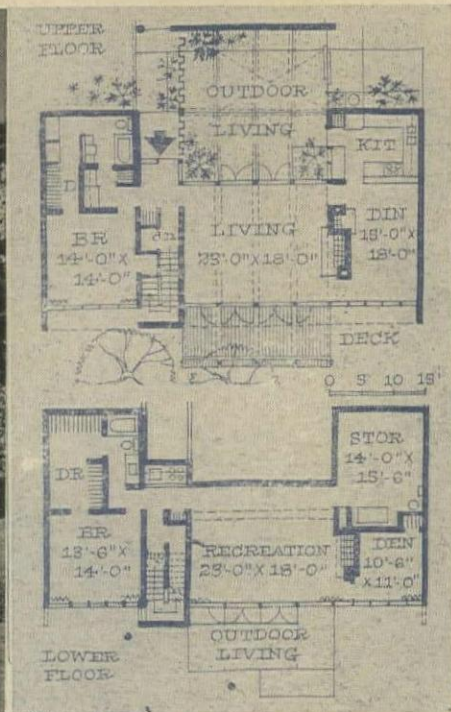 UPPER
FLOOR
OUTDOOR
LIVING
KIT
D
BR
14'-0" X
14'-0"
LIVING
23'-0" X 18'-0"
DIN
15'-0" X
18'-0"
DECK
0 5' 10 15'
STOR
14'-0" X
15'-6"
DR
BR
13'-6" X
14'-0"
RECREATION
23'-0" X 18'-0"
DEN
10'-6"
X 11'-0"
OUTDOOR
LIVING
LOWER
FLOOR